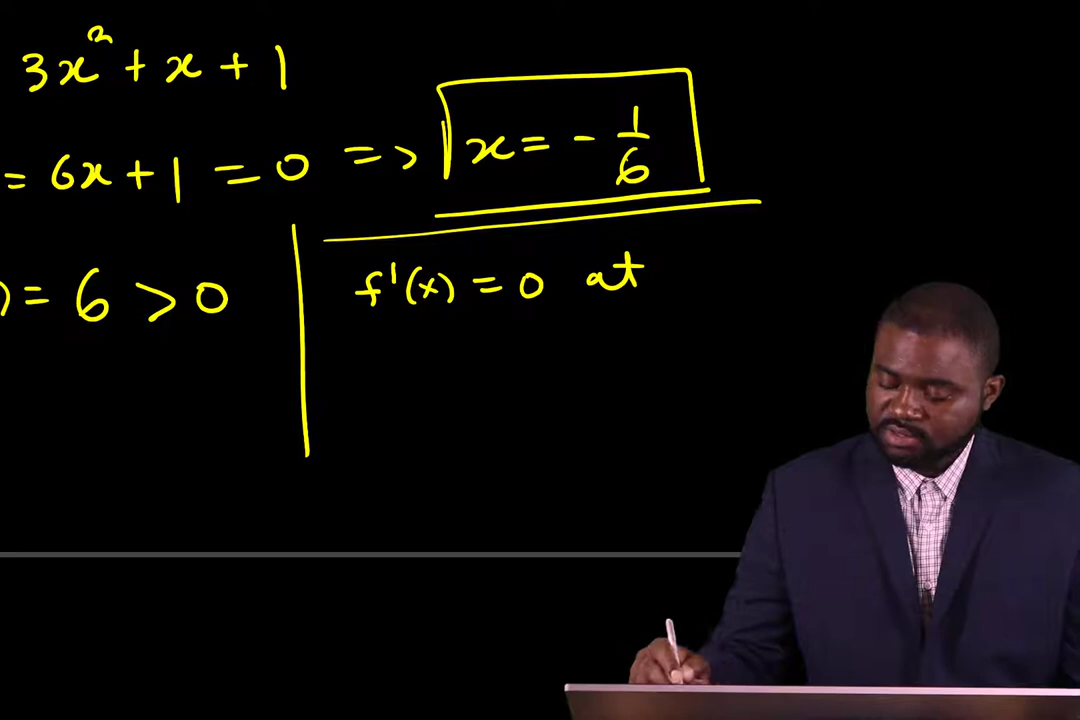 3x² + x + 1
= 6x + 1 = 0 => x = - 1/6
) = 6 > 0
f'(x) = 0 at